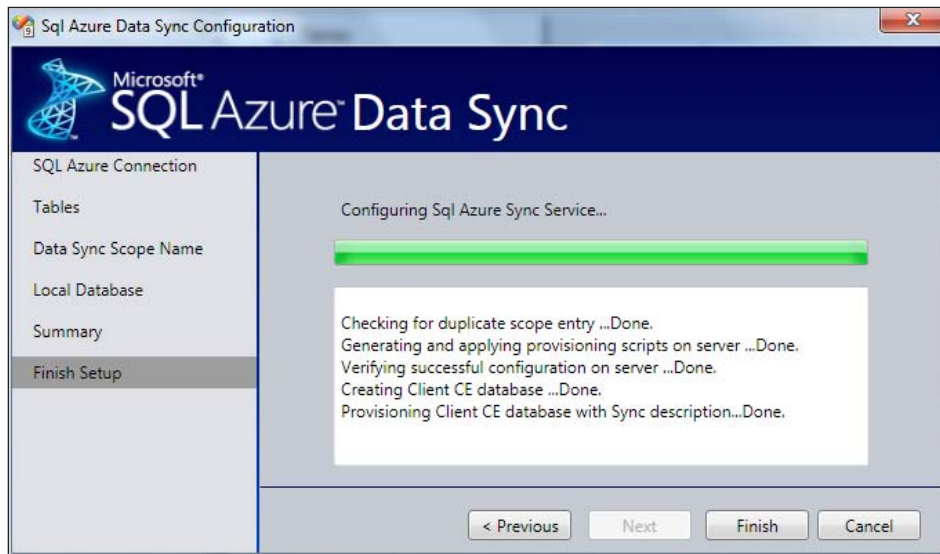 Sql Azure Data Sync Configuration
Microsoft®
SQL Azure™ Data Sync
SQL Azure Connection
Tables
Data Sync Scope Name
Local Database
Summary
Finish Setup
Configuring Sql Azure Sync Service...
Checking for duplicate scope entry ...Done.
Generating and applying provisioning scripts on server ...Done.
Verifying successful configuration on server ...Done.
Creating Client CE database ...Done.
Provisioning Client CE database with Sync description...Done.
< Previous Next Finish Cancel